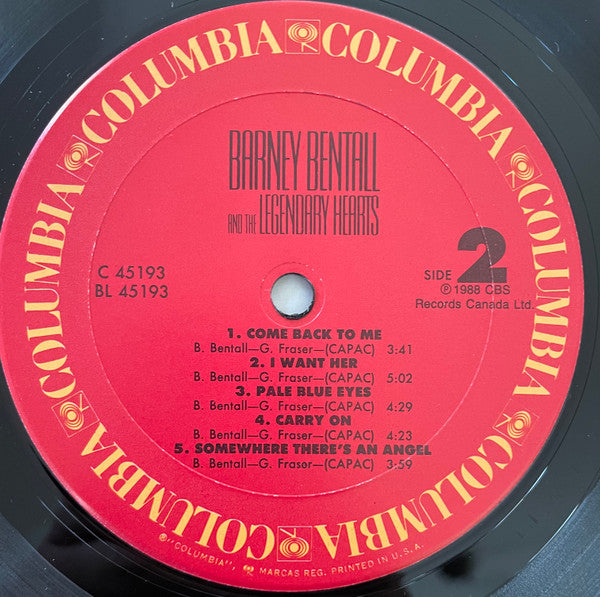 COLUMBIA COLUMBIA COLUMBIA COLUMBIA COLUMBIA COLUMBIA
BARNEY BENTALL
AND THE LEGENDARY HEARTS
C 45193
BL 45193
SIDE 2
℗ 1988 CBS
Records Canada Ltd.
1. COME BACK TO ME
B. Bentall—G. Fraser—(CAPAC) 3:41
2. I WANT HER
B. Bentall—G. Fraser—(CAPAC) 5:02
3. PALE BLUE EYES
B. Bentall—G. Fraser—(CAPAC) 4:29
4. CARRY ON
B. Bentall—G. Fraser—(CAPAC) 4:23
5. SOMEWHERE THERE'S AN ANGEL
B. Bentall—G. Fraser—(CAPAC) 3:59
® "COLUMBIA", MARCAS REG. PRINTED IN U.S.A.